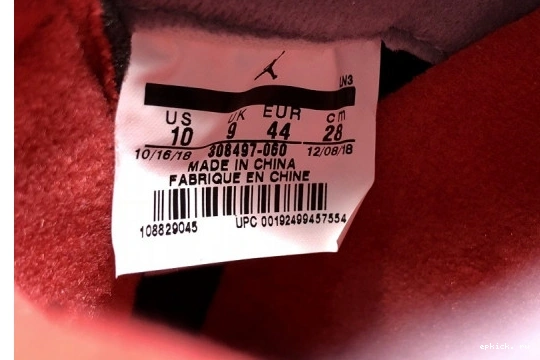 LN3
US UK EUR cm
10 9 44 28
10/16/18 308497-060 12/08/18
MADE IN CHINA
FABRIQUE EN CHINE
108829045 UPC 00192499457554